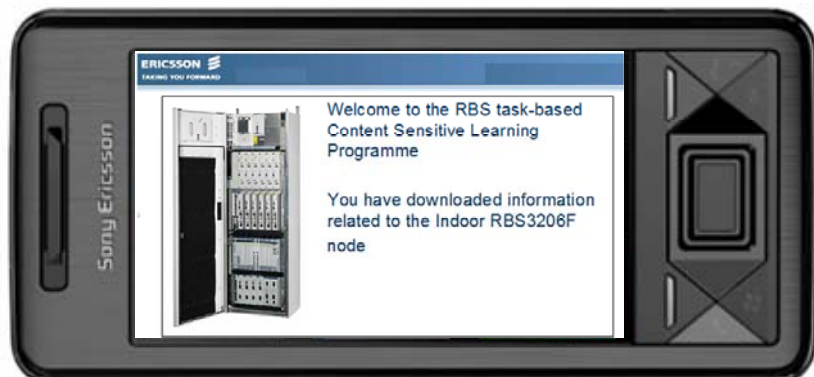 Sony Ericsson
ERICSSON
TAKING YOU FORWARD
Welcome to the RBS task-based
Content Sensitive Learning
Programme
You have downloaded information
related to the Indoor RBS3206F
node